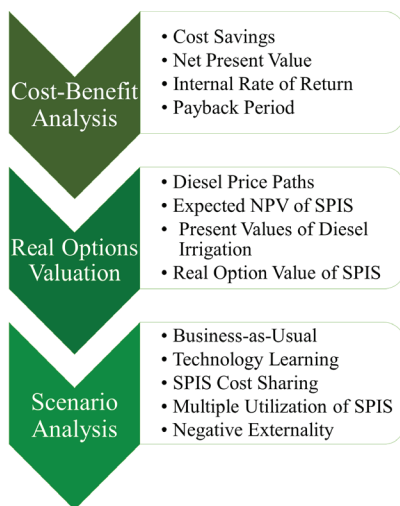 Cost-Benefit
Analysis
• Cost Savings
• Net Present Value
• Internal Rate of Return
• Payback Period
Real Options
Valuation
• Diesel Price Paths
• Expected NPV of SPIS
• Present Values of Diesel
Irrigation
• Real Option Value of SPIS
Scenario
Analysis
• Business-as-Usual
• Technology Learning
• SPIS Cost Sharing
• Multiple Utilization of SPIS
• Negative Externality